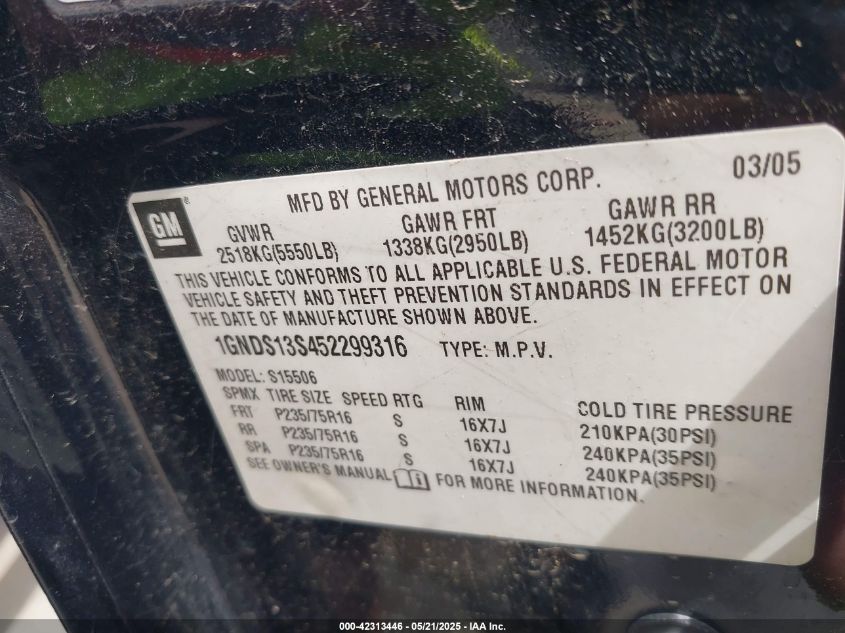 MFD BY GENERAL MOTORS CORP. 03/05
GM
GVWR GAWR FRT GAWR RR
2518KG(5550LB) 1338KG(2950LB) 1452KG(3200LB)
THIS VEHICLE CONFORMS TO ALL APPLICABLE U.S. FEDERAL MOTOR
VEHICLE SAFETY AND THEFT PREVENTION STANDARDS IN EFFECT ON
THE DATE OF MANUFACTURE SHOWN ABOVE.
1GNDS13S452299316 TYPE: M.P.V.
MODEL: S15506
SPMX TIRE SIZE SPEED RTG RIM COLD TIRE PRESSURE
FRT P235/75R16 S 16X7J 210KPA(30PSI)
RR P235/75R16 S 16X7J 240KPA(35PSI)
SPA P235/75R16 S 16X7J 240KPA(35PSI)
SEE OWNER'S MANUAL FOR MORE INFORMATION.
000-42313446 - 05/21/2025 - IAA Inc.